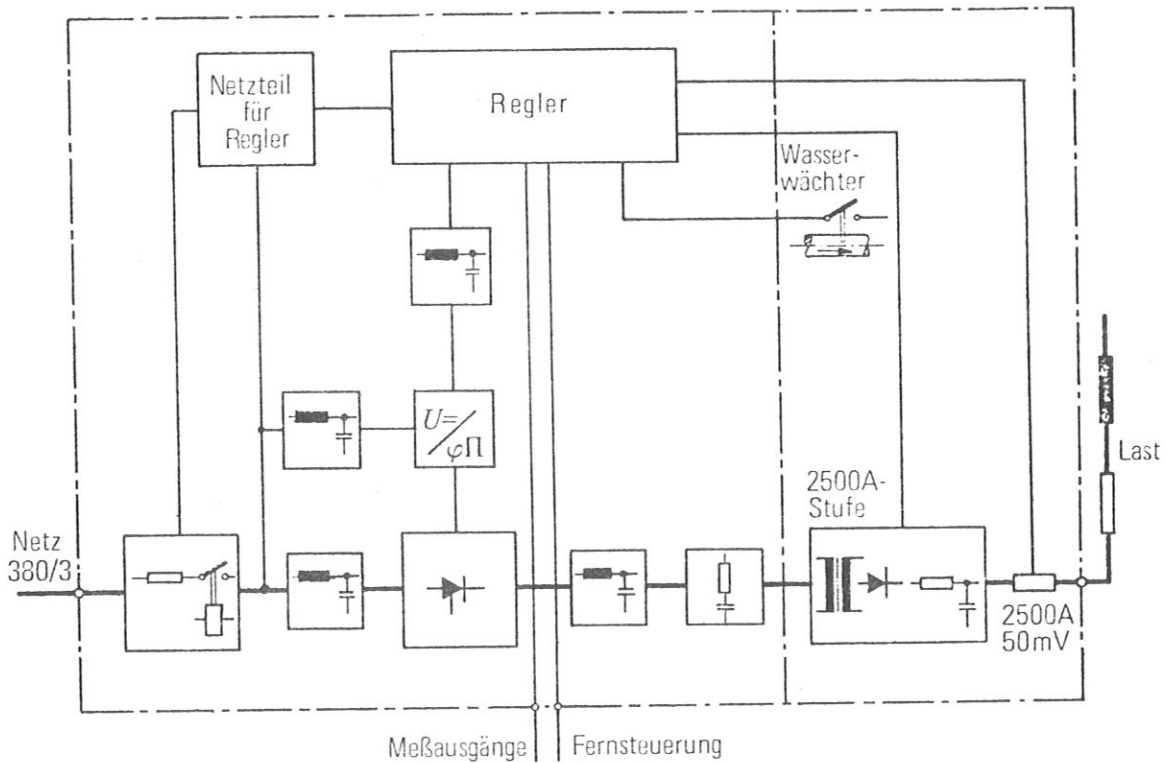 Netzteil
für
Regler
Regler
Wasser-
wächter
U=
φΠ
2500A-
Stufe
Last
Netz
380/3
2500A
50mV
Meßausgänge
Fernsteuerung